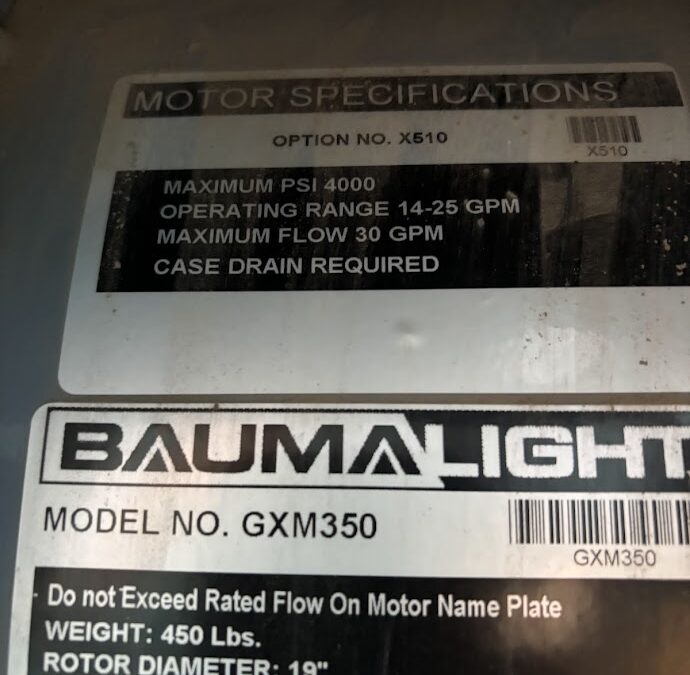 MOTOR SPECIFICATIONS
OPTION NO. X510
X510
MAXIMUM PSI 4000
OPERATING RANGE 14-25 GPM
MAXIMUM FLOW 30 GPM
CASE DRAIN REQUIRED
BAUMALIGHT
MODEL NO. GXM350
GXM350
Do not Exceed Rated Flow On Motor Name Plate
WEIGHT: 450 Lbs.
ROTOR DIAMETER: 19"